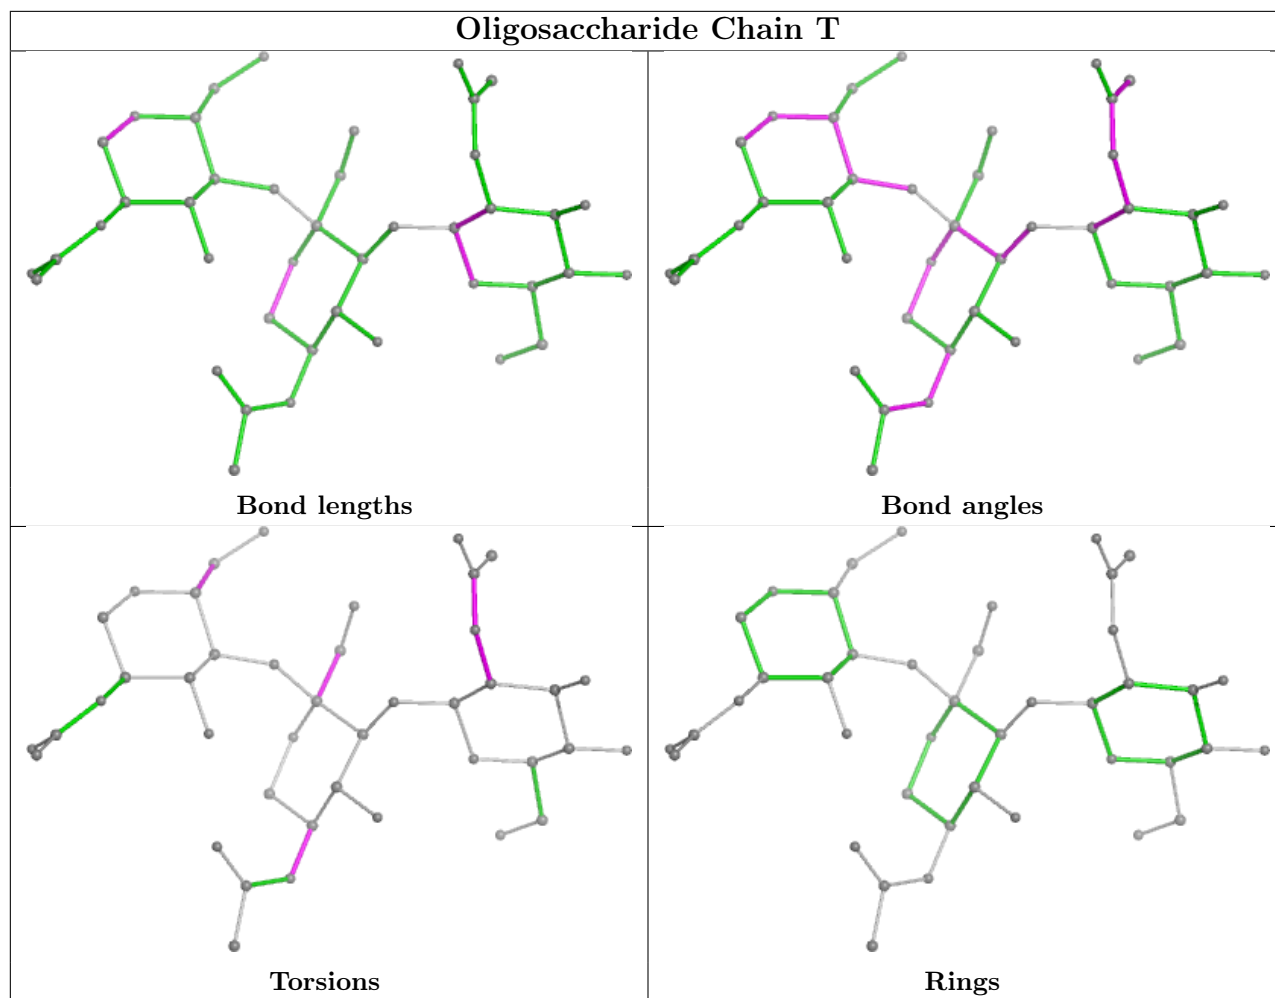 Oligosaccharide Chain T
Bond lengths
Bond angles
Torsions
Rings